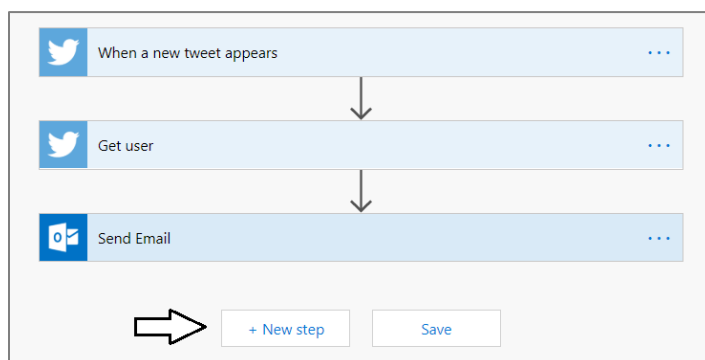 When a new tweet appears
Get user
Send Email
+ New step
Save